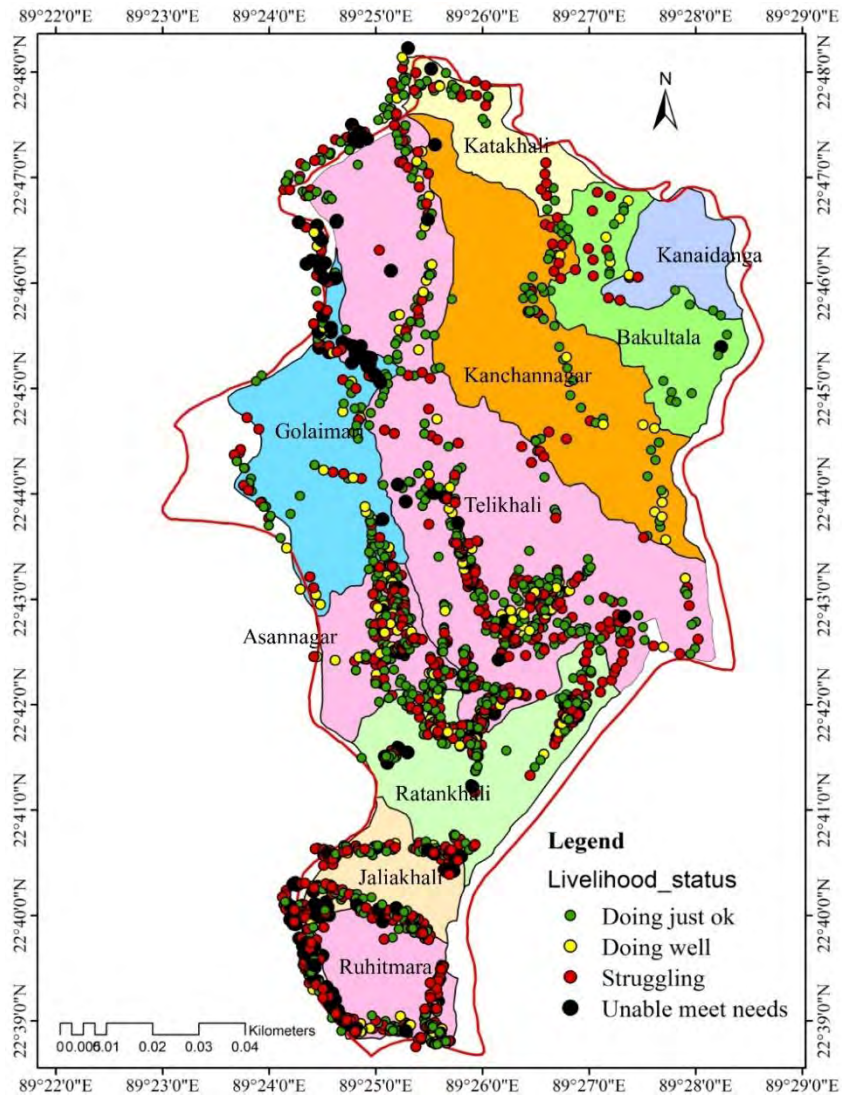 89°22'0"E 89°23'0"E 89°24'0"E 89°25'0"E 89°26'0"E 89°27'0"E 89°28'0"E 89°29'0"E
22°48'0"N
22°47'0"N
22°46'0"N
22°45'0"N
22°44'0"N
22°43'0"N
22°42'0"N
22°41'0"N
22°40'0"N
22°39'0"N
N
Katakhali
Kanaidanga
Bakultala
Kanchannagar
Golaimari
Telikhali
Asannagar
Ratankhali
Jaliakhali
Ruhitmara
Legend
Livelihood_status
Doing just ok
Doing well
Struggling
Unable meet needs
Kilometers
0.02 0.03 0.04
22°48'0"N
22°47'0"N
22°46'0"N
22°45'0"N
22°44'0"N
22°43'0"N
22°42'0"N
22°41'0"N
22°40'0"N
22°39'0"N
89°22'0"E 89°23'0"E 89°24'0"E 89°25'0"E 89°26'0"E 89°27'0"E 89°28'0"E 89°29'0"E